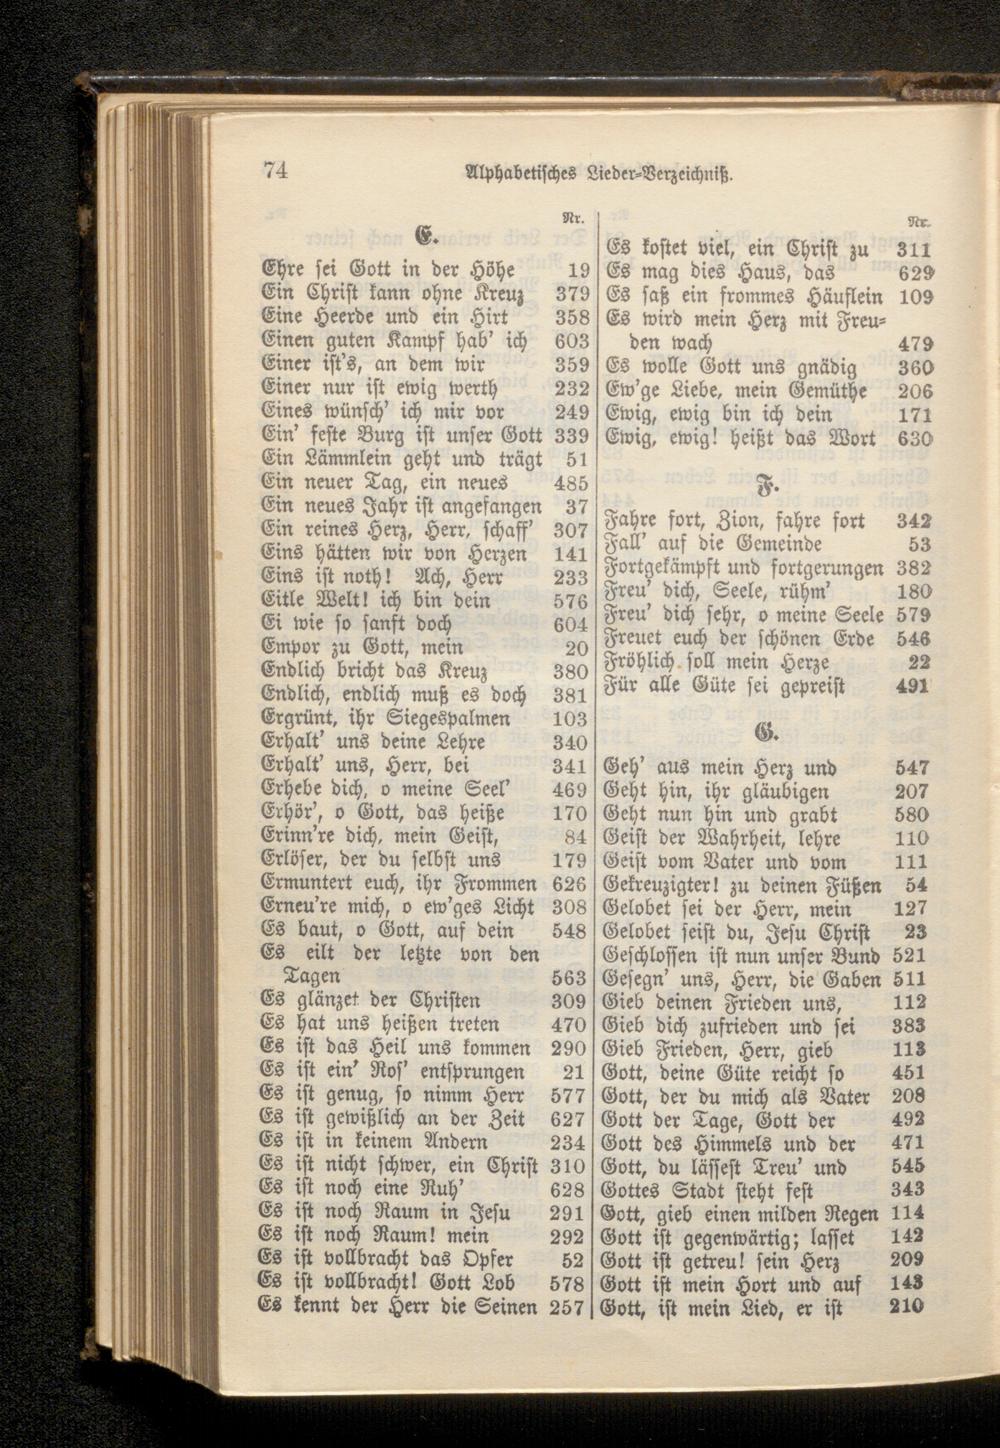 74
Alphabetisches Lieder-Verzeichniß.
Nr.
E.
Ehre sei Gott in der Höhe 19
Ein Christ kann ohne Kreuz 379
Eine Heerde und ein Hirt 358
Einen guten Kampf hab' ich 603
Einer ist's, an dem wir 359
Einer nur ist ewig werth 232
Eines wünsch' ich mir vor 249
Ein' feste Burg ist unser Gott 339
Ein Lämmlein geht und trägt 51
Ein neuer Tag, ein neues 485
Ein neues Jahr ist angefangen 37
Ein reines Herz, Herr, schaff' 307
Eins hätten wir von Herzen 141
Eins ist noth! Ach, Herr 233
Eitle Welt! ich bin dein 576
Ei wie so sanft doch 604
Empor zu Gott, mein 20
Endlich bricht das Kreuz 380
Endlich, endlich muß es doch 381
Ergrünt, ihr Siegespalmen 103
Erhalt' uns deine Lehre 340
Erhalt' uns, Herr, bei 341
Erhebe dich, o meine Seel' 469
Erhör', o Gott, das heiße 170
Erinn're dich, mein Geist, 84
Erlöser, der du selbst uns 179
Ermuntert euch, ihr Frommen 626
Erneu're mich, o ew'ges Licht 308
Es baut, o Gott, auf dein 548
Es eilt der letzte von den
Tagen 563
Es glänzet der Christen 309
Es hat uns heißen treten 470
Es ist das Heil uns kommen 290
Es ist ein' Ros' entsprungen 21
Es ist genug, so nimm Herr 577
Es ist gewißlich an der Zeit 627
Es ist in keinem Andern 234
Es ist nicht schwer, ein Christ 310
Es ist noch eine Ruh' 628
Es ist noch Raum in Jesu 291
Es ist noch Raum! mein 292
Es ist vollbracht das Opfer 52
Es ist vollbracht! Gott Lob 578
Es kennt der Herr die Seinen 257
Nr.
Es kostet viel, ein Christ zu 311
Es mag dies Haus, das 629
Es saß ein frommes Häuflein 109
Es wird mein Herz mit Freu-
den wach 479
Es wolle Gott uns gnädig 360
Ew'ge Liebe, mein Gemüthe 206
Ewig, ewig bin ich dein 171
Ewig, ewig! heißt das Wort 630
F.
Fahre fort, Zion, fahre fort 342
Fall' auf die Gemeinde 53
Fortgekämpft und fortgerungen 382
Freu' dich, Seele, rühm' 180
Freu' dich sehr, o meine Seele 579
Freuet euch der schönen Erde 546
Fröhlich soll mein Herze 22
Für alle Güte sei gepreist 491
G.
Geh' aus mein Herz und 547
Geht hin, ihr gläubigen 207
Geht nun hin und grabt 580
Geist der Wahrheit, lehre 110
Geist vom Vater und vom 111
Gekreuzigter! zu deinen Füßen 54
Gelobet sei der Herr, mein 127
Gelobet seist du, Jesu Christ 23
Geschlossen ist nun unser Bund 521
Gesegn' uns, Herr, die Gaben 511
Gieb deinen Frieden uns, 112
Gieb dich zufrieden und sei 383
Gieb Frieden, Herr, gieb 113
Gott, deine Güte reicht so 451
Gott, der du mich als Vater 208
Gott der Tage, Gott der 492
Gott des Himmels und der 471
Gott, du lässest Treu' und 545
Gottes Stadt steht fest 343
Gott, gieb einen milden Regen 114
Gott ist gegenwärtig; lasset 142
Gott ist getreu! sein Herz 209
Gott ist mein Hort und auf 143
Gott, ist mein Lied, er ist 210